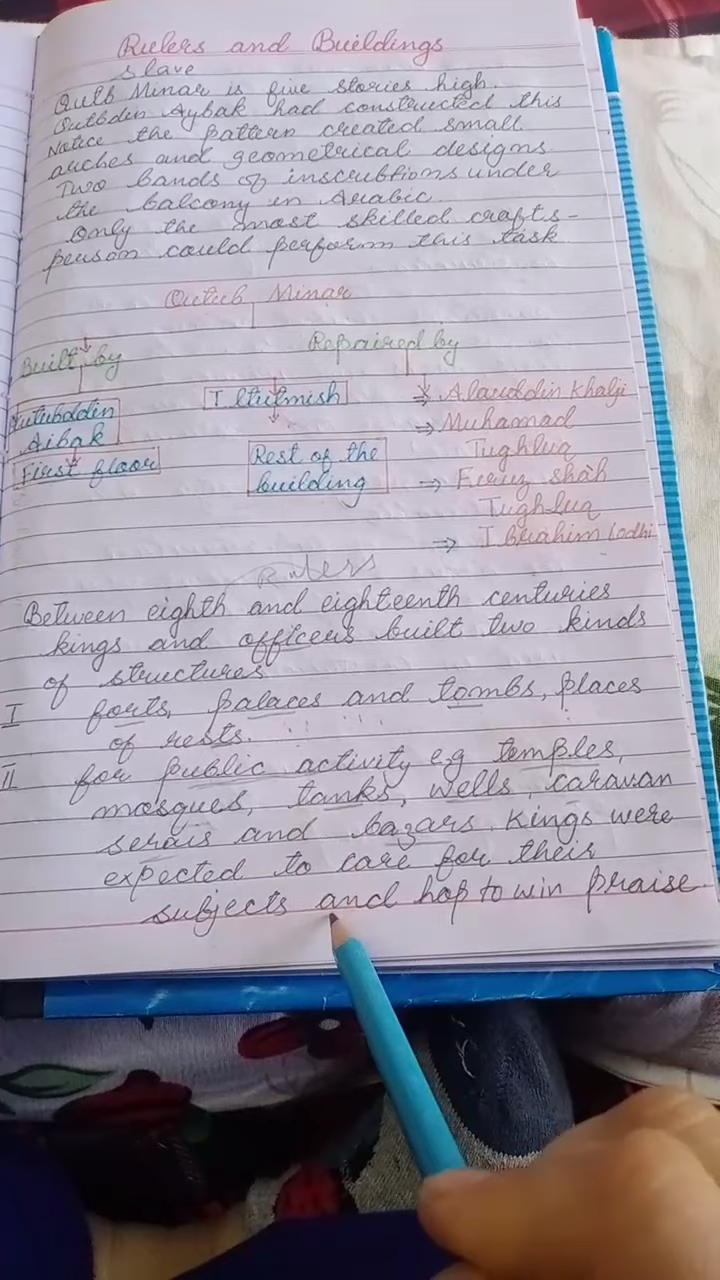 Rulers and Buildings
slave
Qutb Minar is five stories high.
Qutbdin Aybak had constructed this
Notice the pattern created small
arches and geometrical designs.
Two bands of inscrubtions under
the balcony in Arabic.
Only the most skilled crafts-
person could perform this task
Qutub Minar
Built by
Repaired by
Qutubddin
Aibak
First floor
Iltutmish
Rest of the
building
→ Alauddin Khalji
⇒ Muhamad
Tughluq
→ Feruz shah
Tughluq
⇒ Ibrahim lodhi
Rulers
Between eighth and eighteenth centuries
kings and officers built two kinds
of structures
I forts, palaces and tombs, places
of rests.
II for public activity e.g temples,
mosques, tanks, wells, caravan
serais and bazars. Kings were
expected to care for their
subjects and hop to win praise.